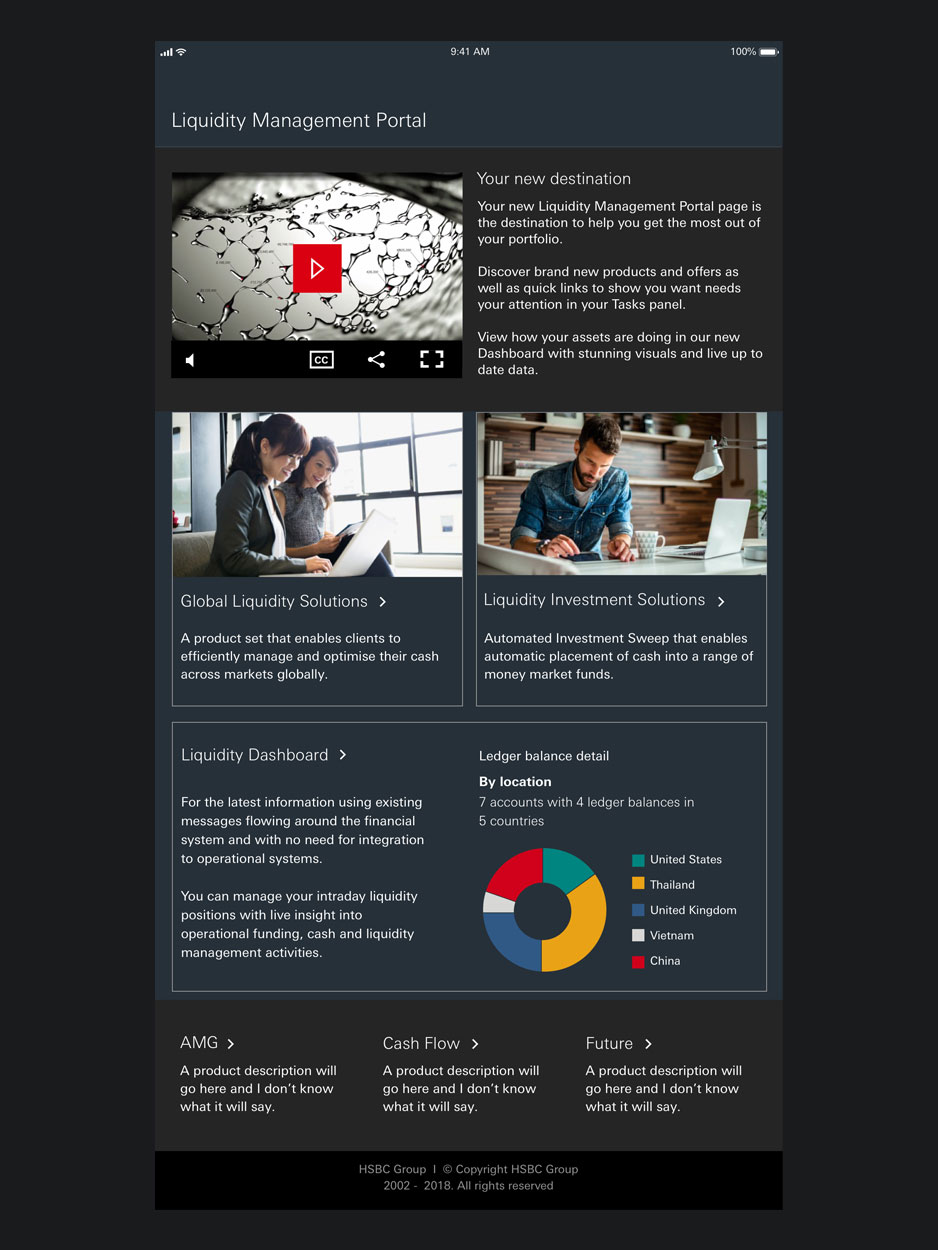 9:41 AM
100%
Liquidity Management Portal
Your new destination
Your new Liquidity Management Portal page is
the destination to help you get the most out of
your portfolio.
Discover brand new products and offers as
well as quick links to show you want needs
your attention in your Tasks panel.
View how your assets are doing in our new
Dashboard with stunning visuals and live up to
date data.
CC
Global Liquidity Solutions
A product set that enables clients to
efficiently manage and optimise their cash
across markets globally.
Liquidity Investment Solutions
Automated Investment Sweep that enables
automatic placement of cash into a range of
money market funds.
Liquidity Dashboard
For the latest information using existing
messages flowing around the financial
system and with no need for integration
to operational systems.
You can manage your intraday liquidity
positions with live insight into
operational funding, cash and liquidity
management activities.
Ledger balance detail
By location
7 accounts with 4 ledger balances in
5 countries
United States
Thailand
United Kingdom
Vietnam
China
AMG
A product description will
go here and I don’t know
what it will say.
Cash Flow
A product description will
go here and I don’t know
what it will say.
Future
A product description will
go here and I don’t know
what it will say.
HSBC Group I © Copyright HSBC Group
2002 - 2018. All rights reserved